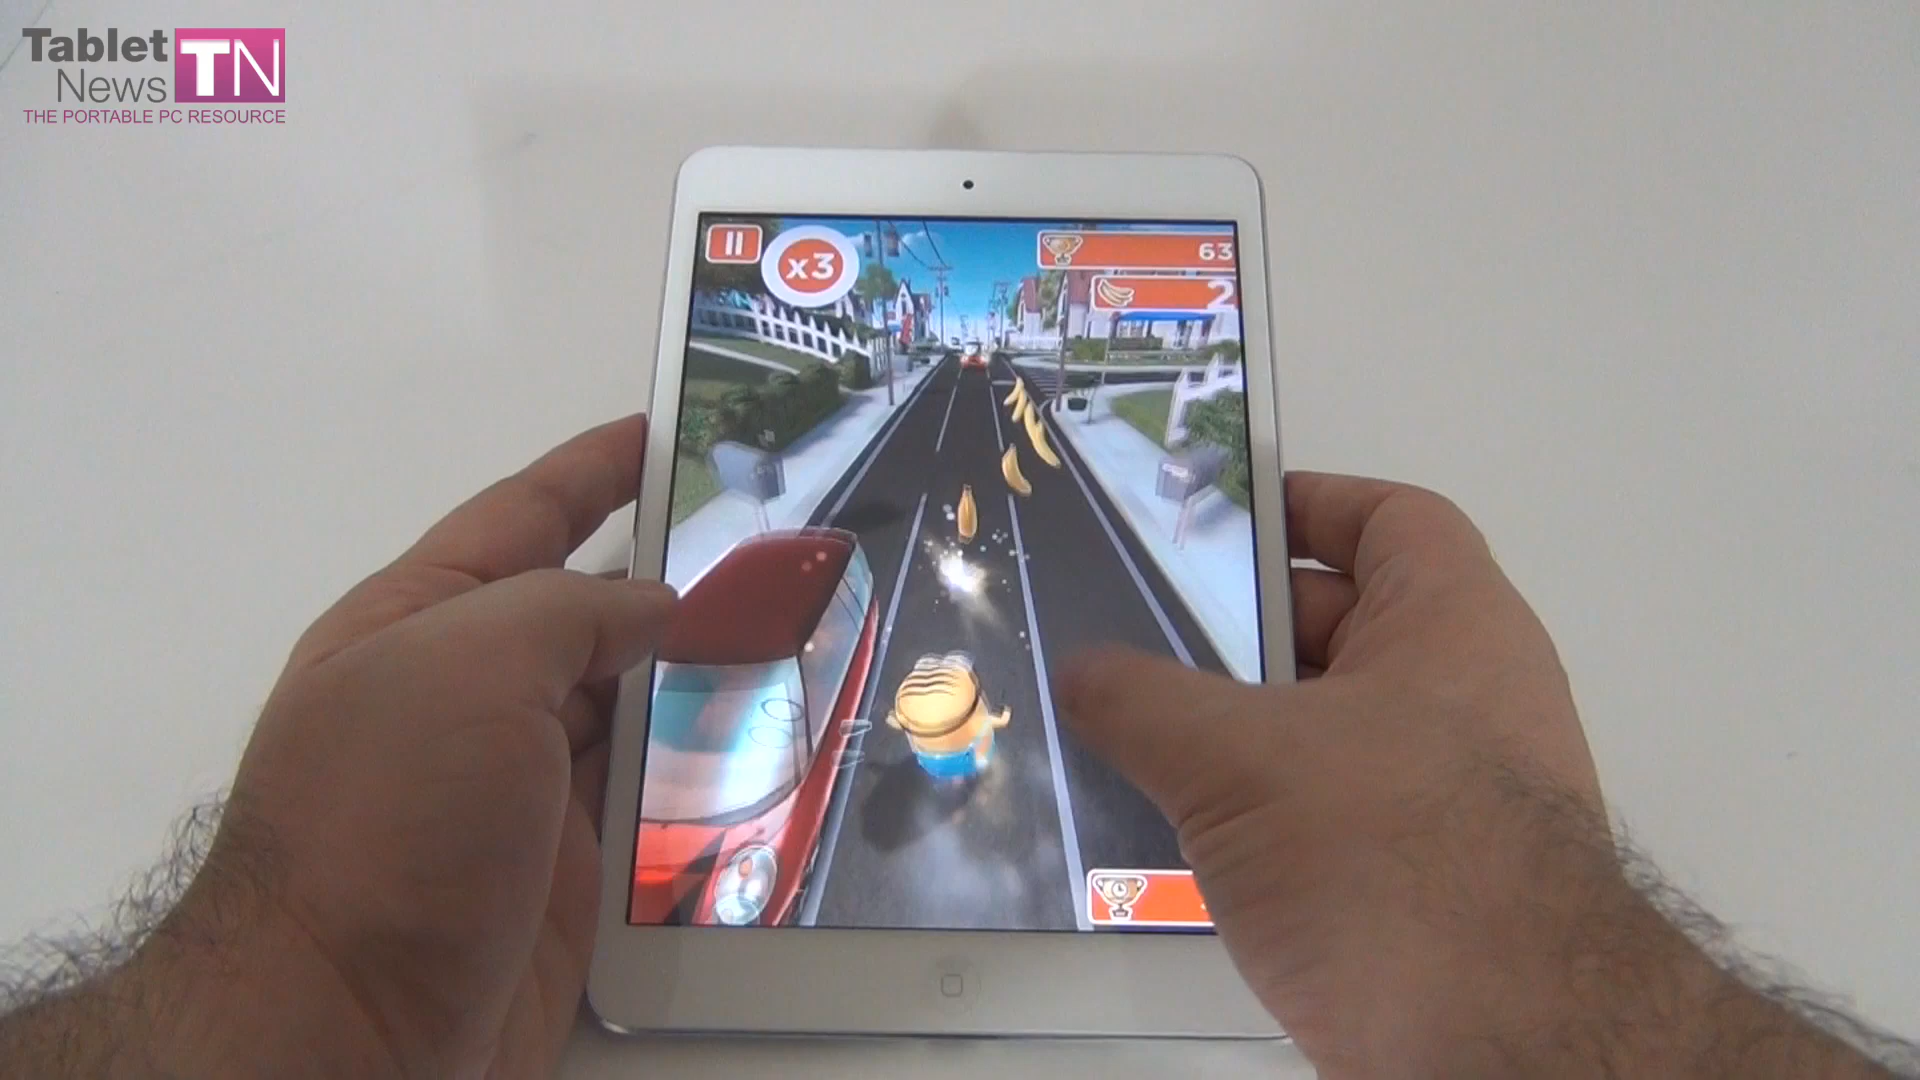 Tablet
News TN
THE PORTABLE PC RESOURCE
x3
63
2